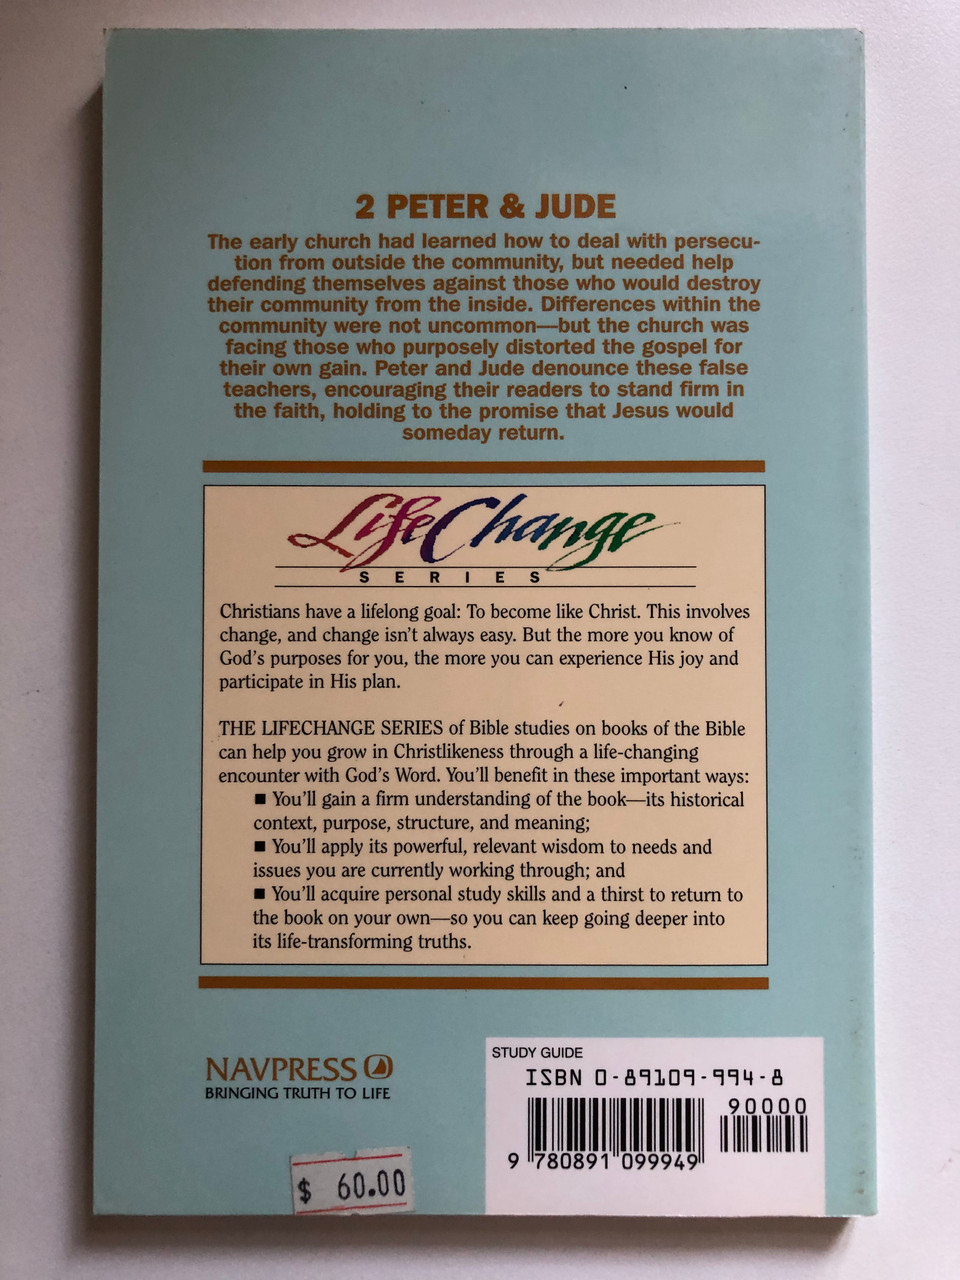 2 PETER & JUDE
The early church had learned how to deal with persecu-
tion from outside the community, but needed help
defending themselves against those who would destroy
their community from the inside. Differences within the
community were not uncommon—but the church was
facing those who purposely distorted the gospel for
their own gain. Peter and Jude denounce these false
teachers, encouraging their readers to stand firm in
the faith, holding to the promise that Jesus would
someday return.
LifeChange
SERIES
Christians have a lifelong goal: To become like Christ. This involves
change, and change isn't always easy. But the more you know of
God's purposes for you, the more you can experience His joy and
participate in His plan.
THE LIFECHANGE SERIES of Bible studies on books of the Bible
can help you grow in Christlikeness through a life-changing
encounter with God's Word. You'll benefit in these important ways:
■ You'll gain a firm understanding of the book—its historical
context, purpose, structure, and meaning;
■ You'll apply its powerful, relevant wisdom to needs and
issues you are currently working through; and
■ You'll acquire personal study skills and a thirst to return to
the book on your own—so you can keep going deeper into
its life-transforming truths.
NAVPRESS
BRINGING TRUTH TO LIFE
$ 60.00
STUDY GUIDE
ISBN 0-89109-994-8
90000
9 780891 099949